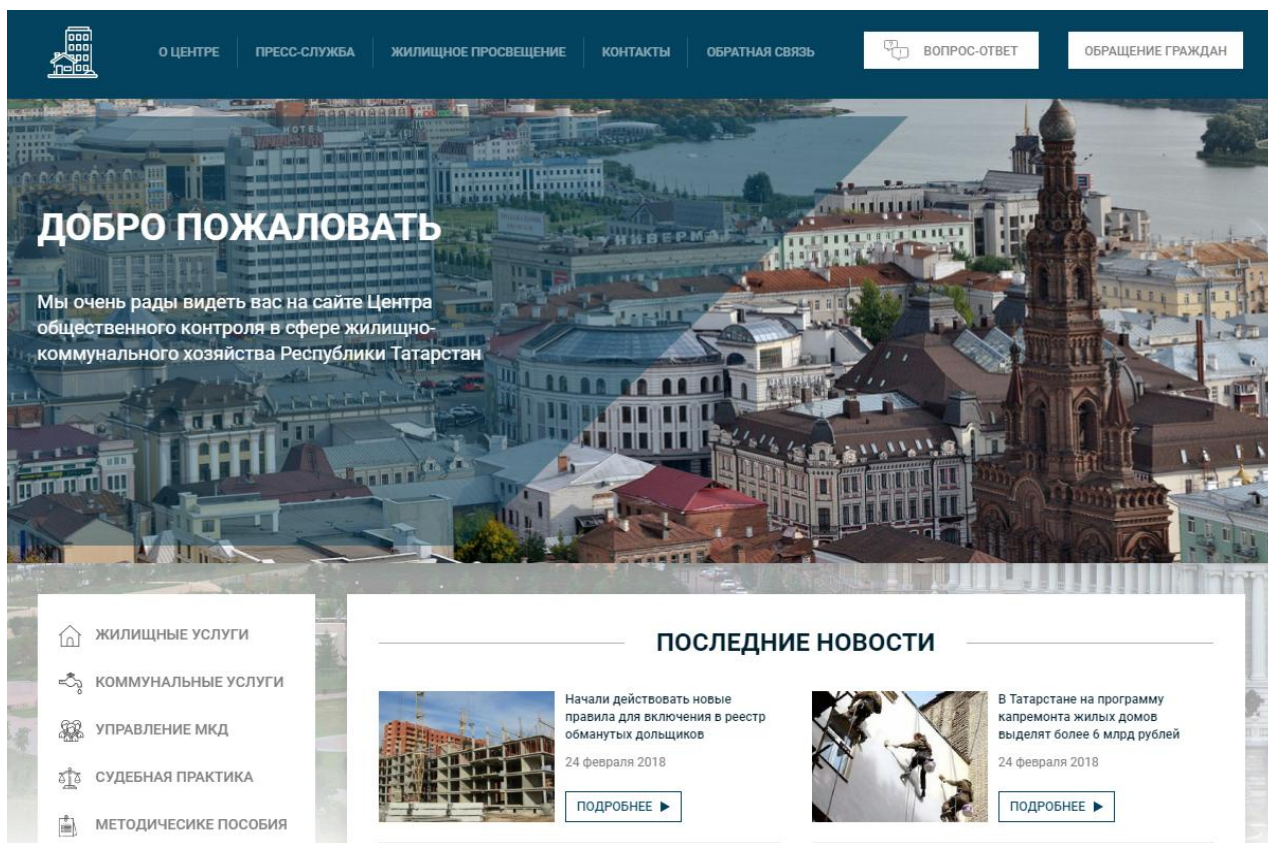 О ЦЕНТРЕ
ПРЕСС-СЛУЖБА
ЖИЛИЩНОЕ ПРОСВЕЩЕНИЕ
КОНТАКТЫ
ОБРАТНАЯ СВЯЗЬ
ВОПРОС-ОТВЕТ
ОБРАЩЕНИЕ ГРАЖДАН
HOTEL
ДОБРО ПОЖАЛОВАТЬ
Мы очень рады видеть вас на сайте Центра
общественного контроля в сфере жилищно-
коммунального хозяйства Республики Татарстан
ЖИЛИЩНЫЕ УСЛУГИ
КОММУНАЛЬНЫЕ УСЛУГИ
УПРАВЛЕНИЕ МКД
СУДЕБНАЯ ПРАКТИКА
МЕТОДИЧЕСИКЕ ПОСОБИЯ
ПОСЛЕДНИЕ НОВОСТИ
Начали действовать новые
правила для включения в реестр
обманутых дольщиков
24 февраля 2018
ПОДРОБНЕЕ
В Татарстане на программу
капремонта жилых домов
выделят более 6 млрд рублей
24 февраля 2018
ПОДРОБНЕЕ